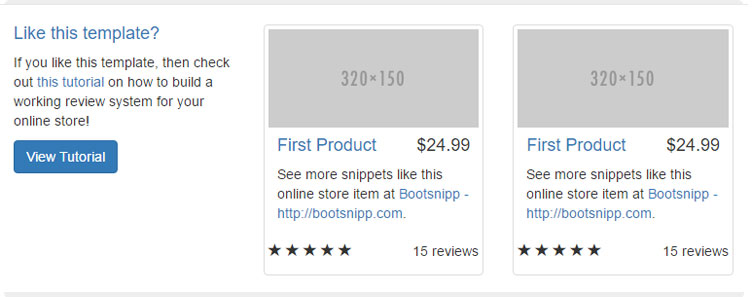 Like this template?
If you like this template, then check
out this tutorial on how to build a
working review system for your
online store!
View Tutorial
320×150
First Product $24.99
See more snippets like this
online store item at Bootsnipp -
http://bootsnipp.com.
★★★★★ 15 reviews
320×150
First Product $24.99
See more snippets like this
online store item at Bootsnipp -
http://bootsnipp.com.
★★★★★ 15 reviews